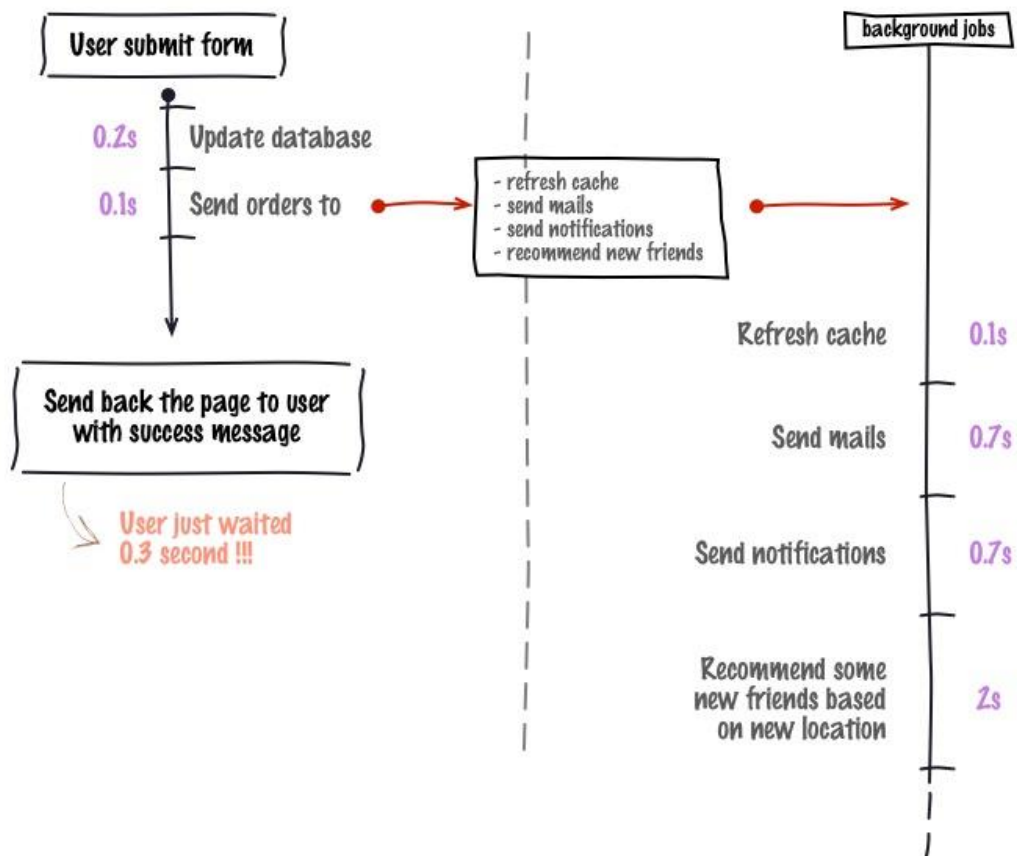 User submit form
background jobs
0.2s
Update database
0.1s
Send orders to
- refresh cache
- send mails
- send notifications
- recommend new friends
Refresh cache
0.1s
Send back the page to user
with success message
Send mails
0.7s
User just waited
0.3 second !!!
Send notifications
0.7s
Recommend some
new friends based
on new location
2s